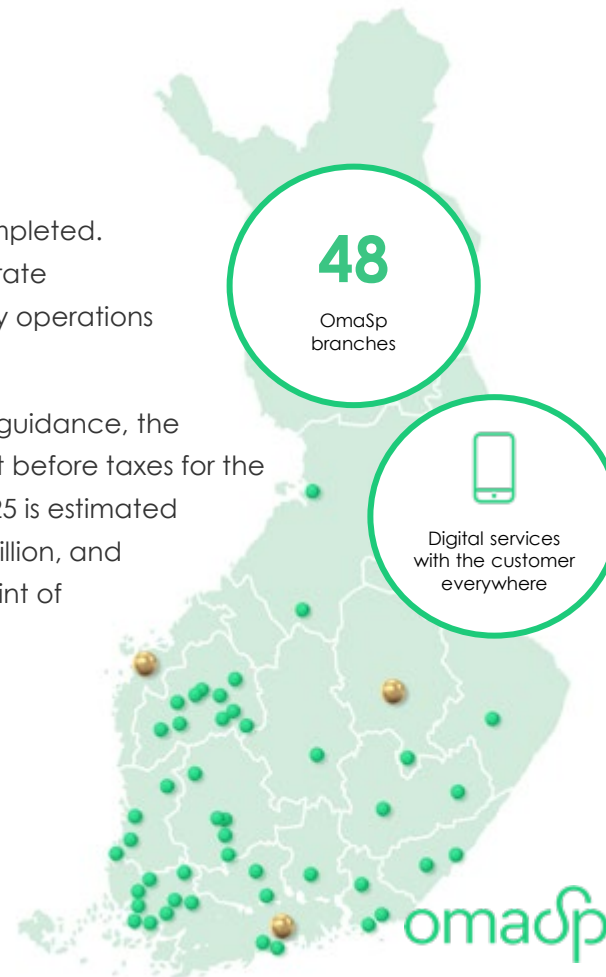 mpleted.
rate
y operations
guidance, the
t before taxes for the
25 is estimated
illion, and
int of
48
OmaSp
branches
Digital services
with the customer
everywhere
omaSp